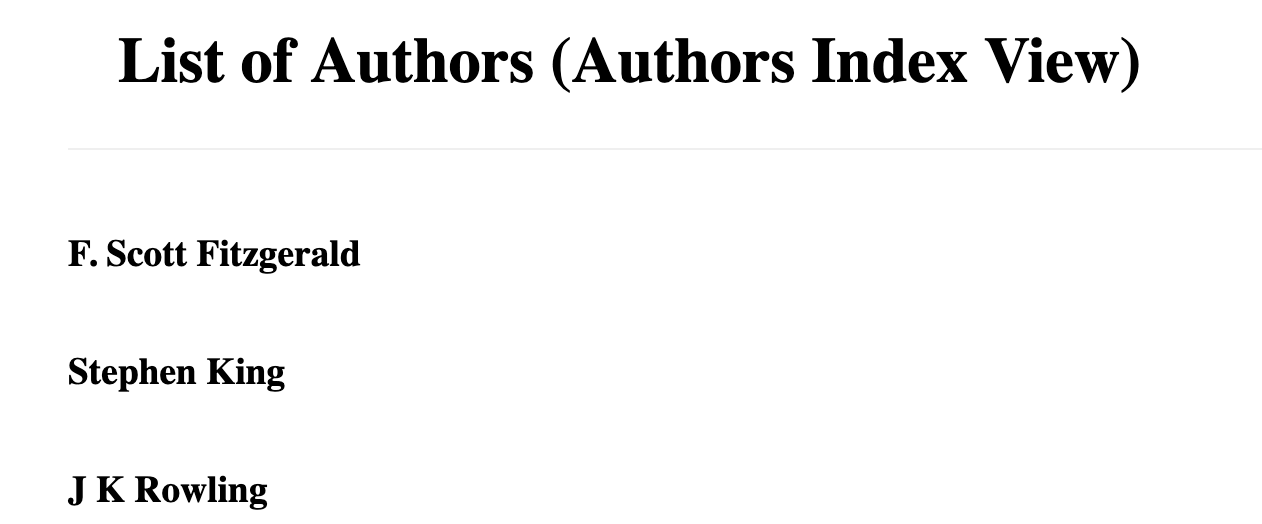 List of Authors (Authors Index View)
F. Scott Fitzgerald
Stephen King
J K Rowling